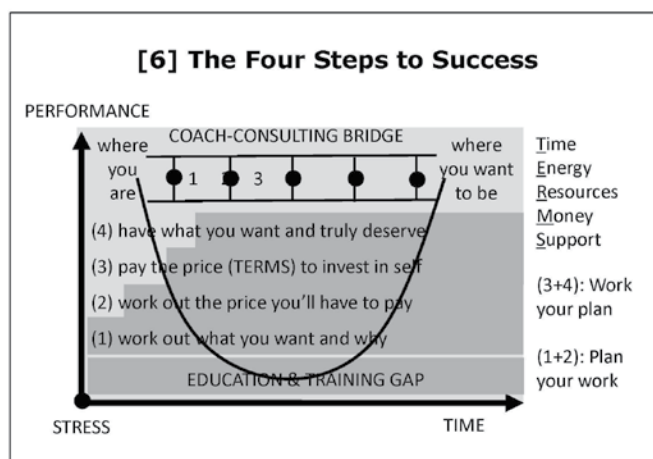 [6] The Four Steps to Success
PERFORMANCE
COACH-CONSULTING BRIDGE
where
you
are
1 2 3
where
you want
to be
Time
Energy
Resources
Money
Support
(4) have what you want and truly deserve
(3) pay the price (TERMS) to invest in self
(2) work out the price you'll have to pay
(1) work out what you want and why
EDUCATION & TRAINING GAP
(3+4): Work
your plan
(1+2): Plan
your work
STRESS
TIME